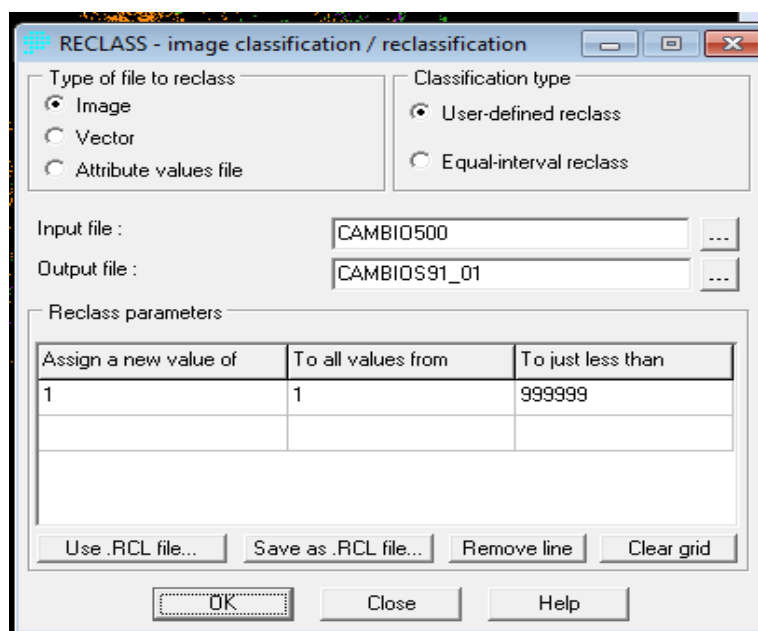 RECLASS - image classification / reclassification
Type of file to reclass
Image
Vector
Attribute values file
Classification type
User-defined reclass
Equal-interval reclass
Input file :
CAMBIO500
...
Output file :
CAMBIOS91_01
...
Reclass parameters
Assign a new value of To all values from To just less than
1 1 999999
Use .RCL file... Save as .RCL file... Remove line Clear grid
OK Close Help